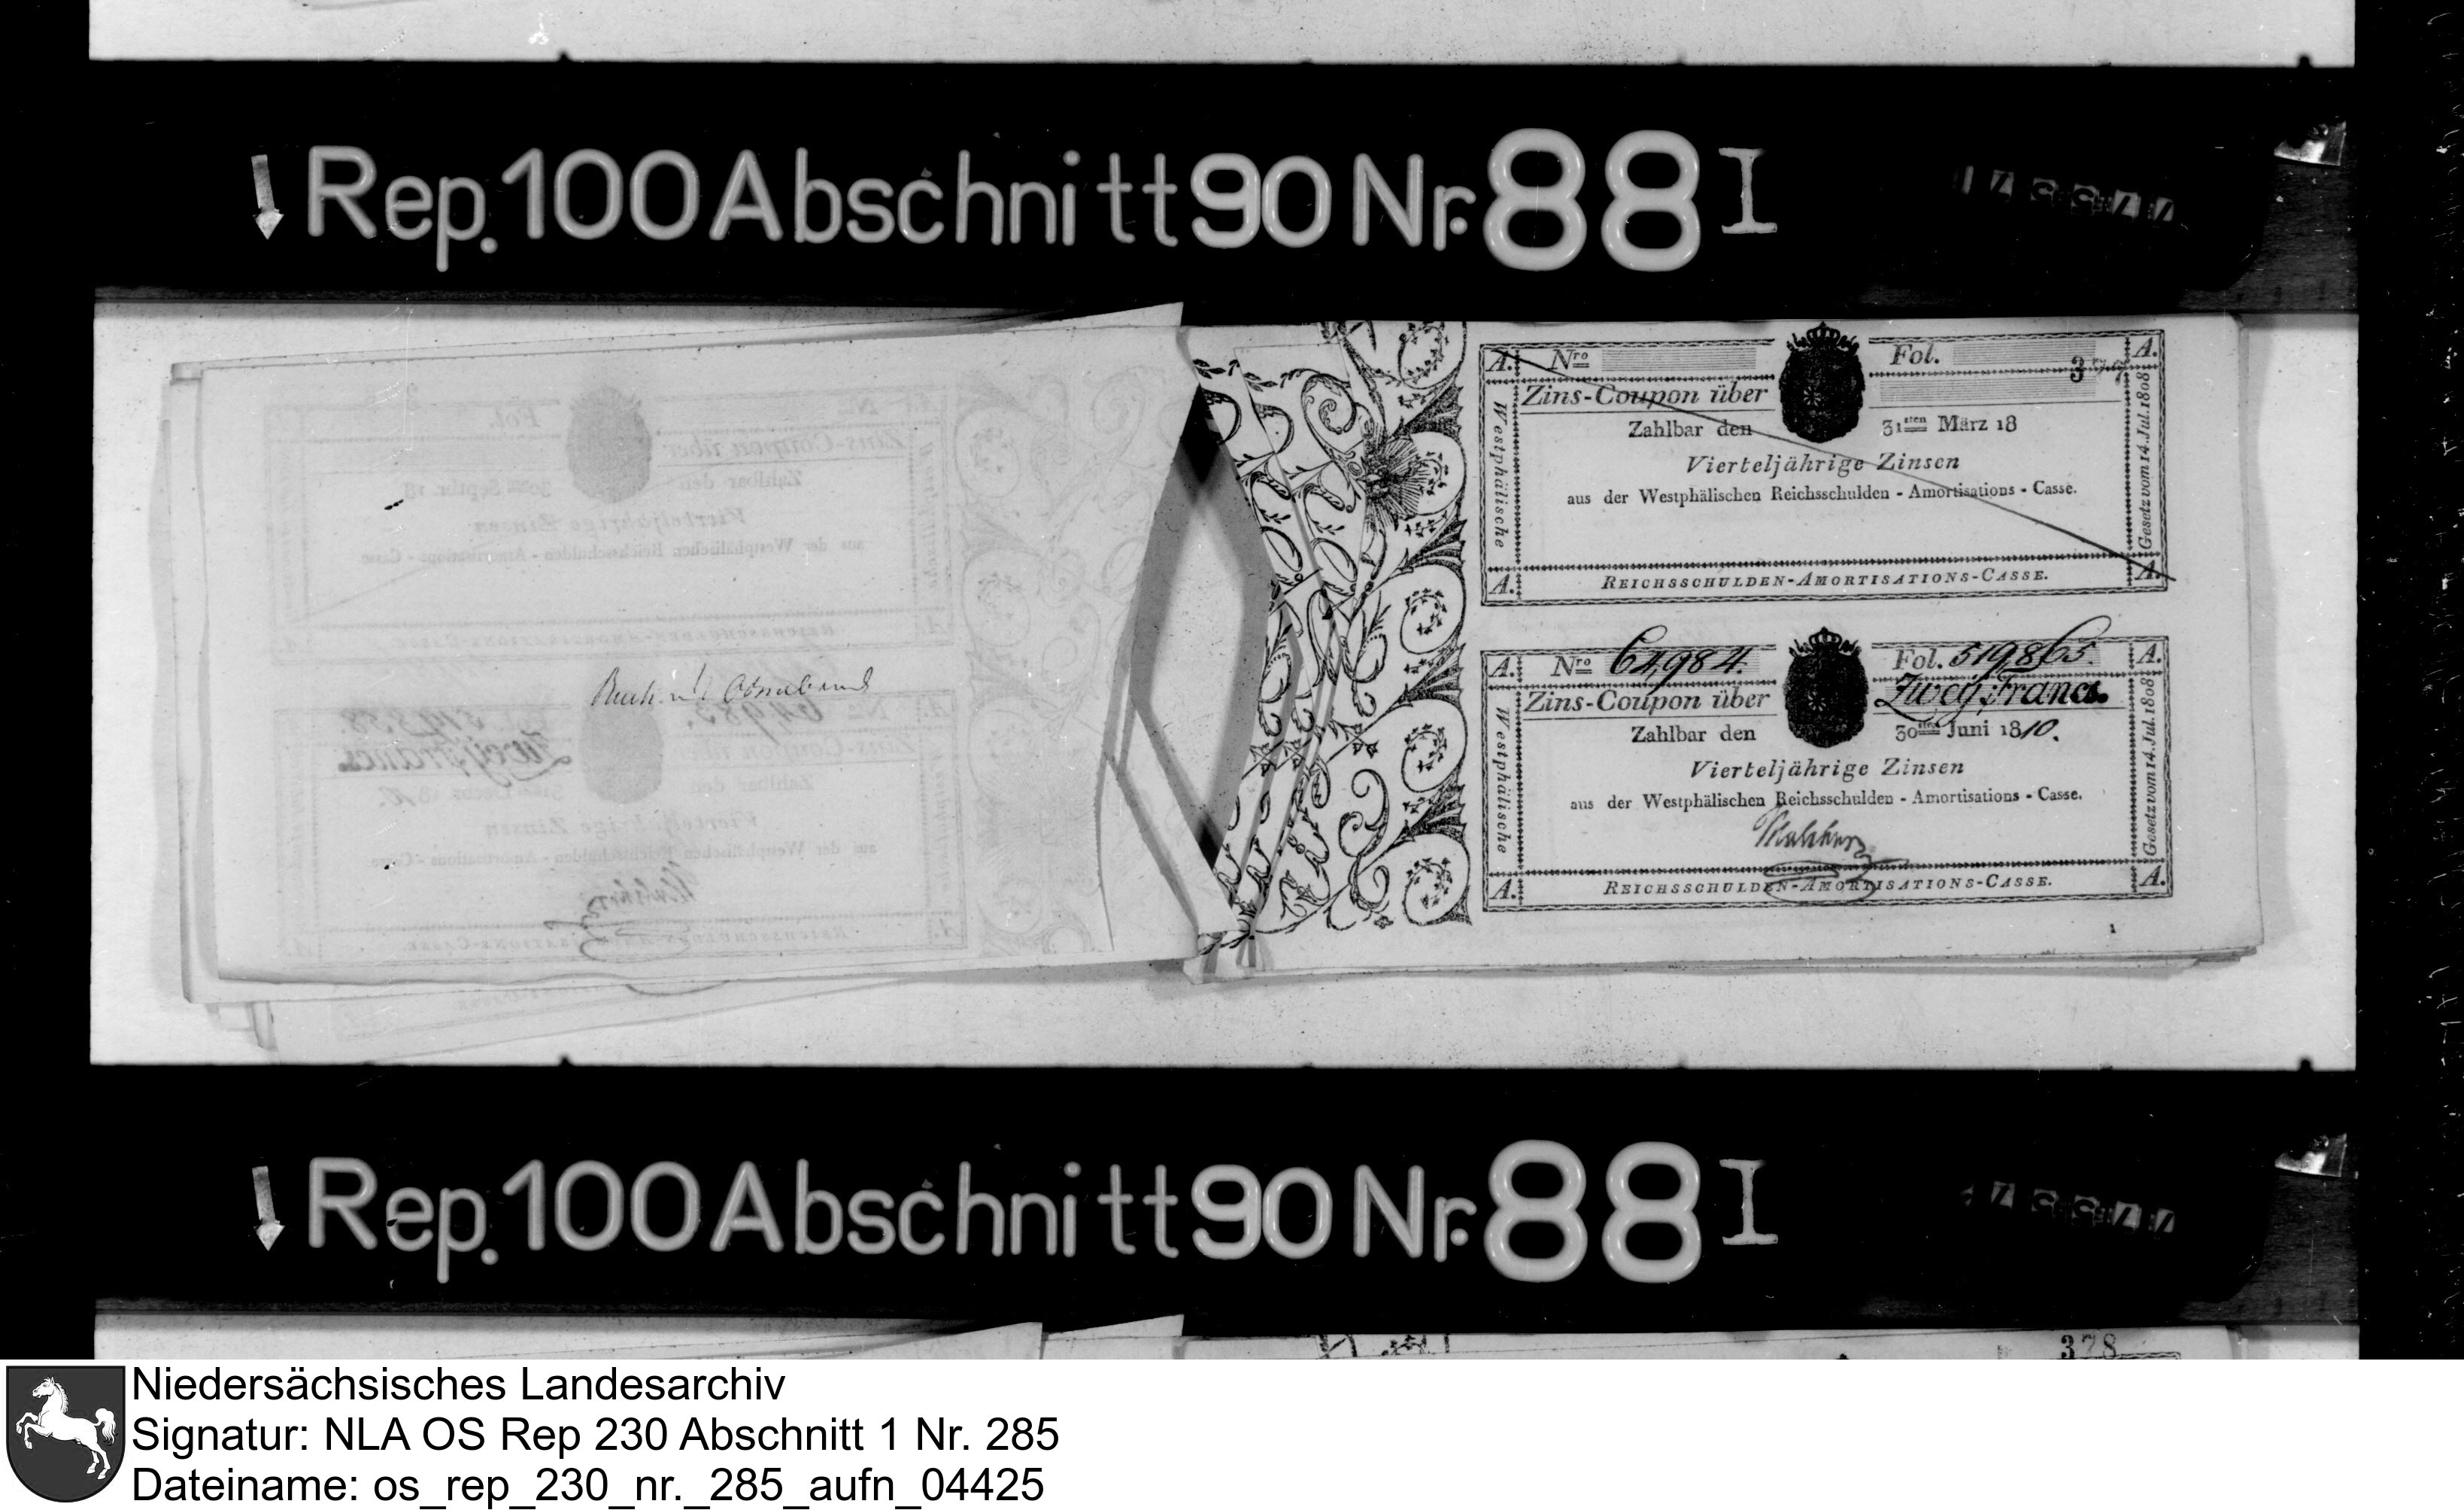 Rep. 100 Abschnitt 90 Nr. 88 I
A. Nro Fol. A.
377
Zins-Coupon über
Zahlbar den 31sten März 18
Vierteljährige Zinsen
aus der Westphälischen Reichsschulden - Amortisations - Casse.
Westphälische
Gesetz vom 14. Jul. 1808
A. REICHSSCHULDEN-AMORTISATIONS-CASSE. A.
A. Nro 64984. Fol. 519865. A.
Zins-Coupon über Zwey Francs.
Zahlbar den 30sten Juni 1810.
Vierteljährige Zinsen
aus der Westphälischen Reichsschulden - Amortisations - Casse.
Westphälische
Gesetz vom 14. Jul. 1808
A. REICHSSCHULDEN-AMORTISATIONS-CASSE. A.
Rep. 100 Abschnitt 90 Nr. 88 I
378
Niedersächsisches Landesarchiv
Signatur: NLA OS Rep 230 Abschnitt 1 Nr. 285
Dateiname: os_rep_230_nr._285_aufn_04425